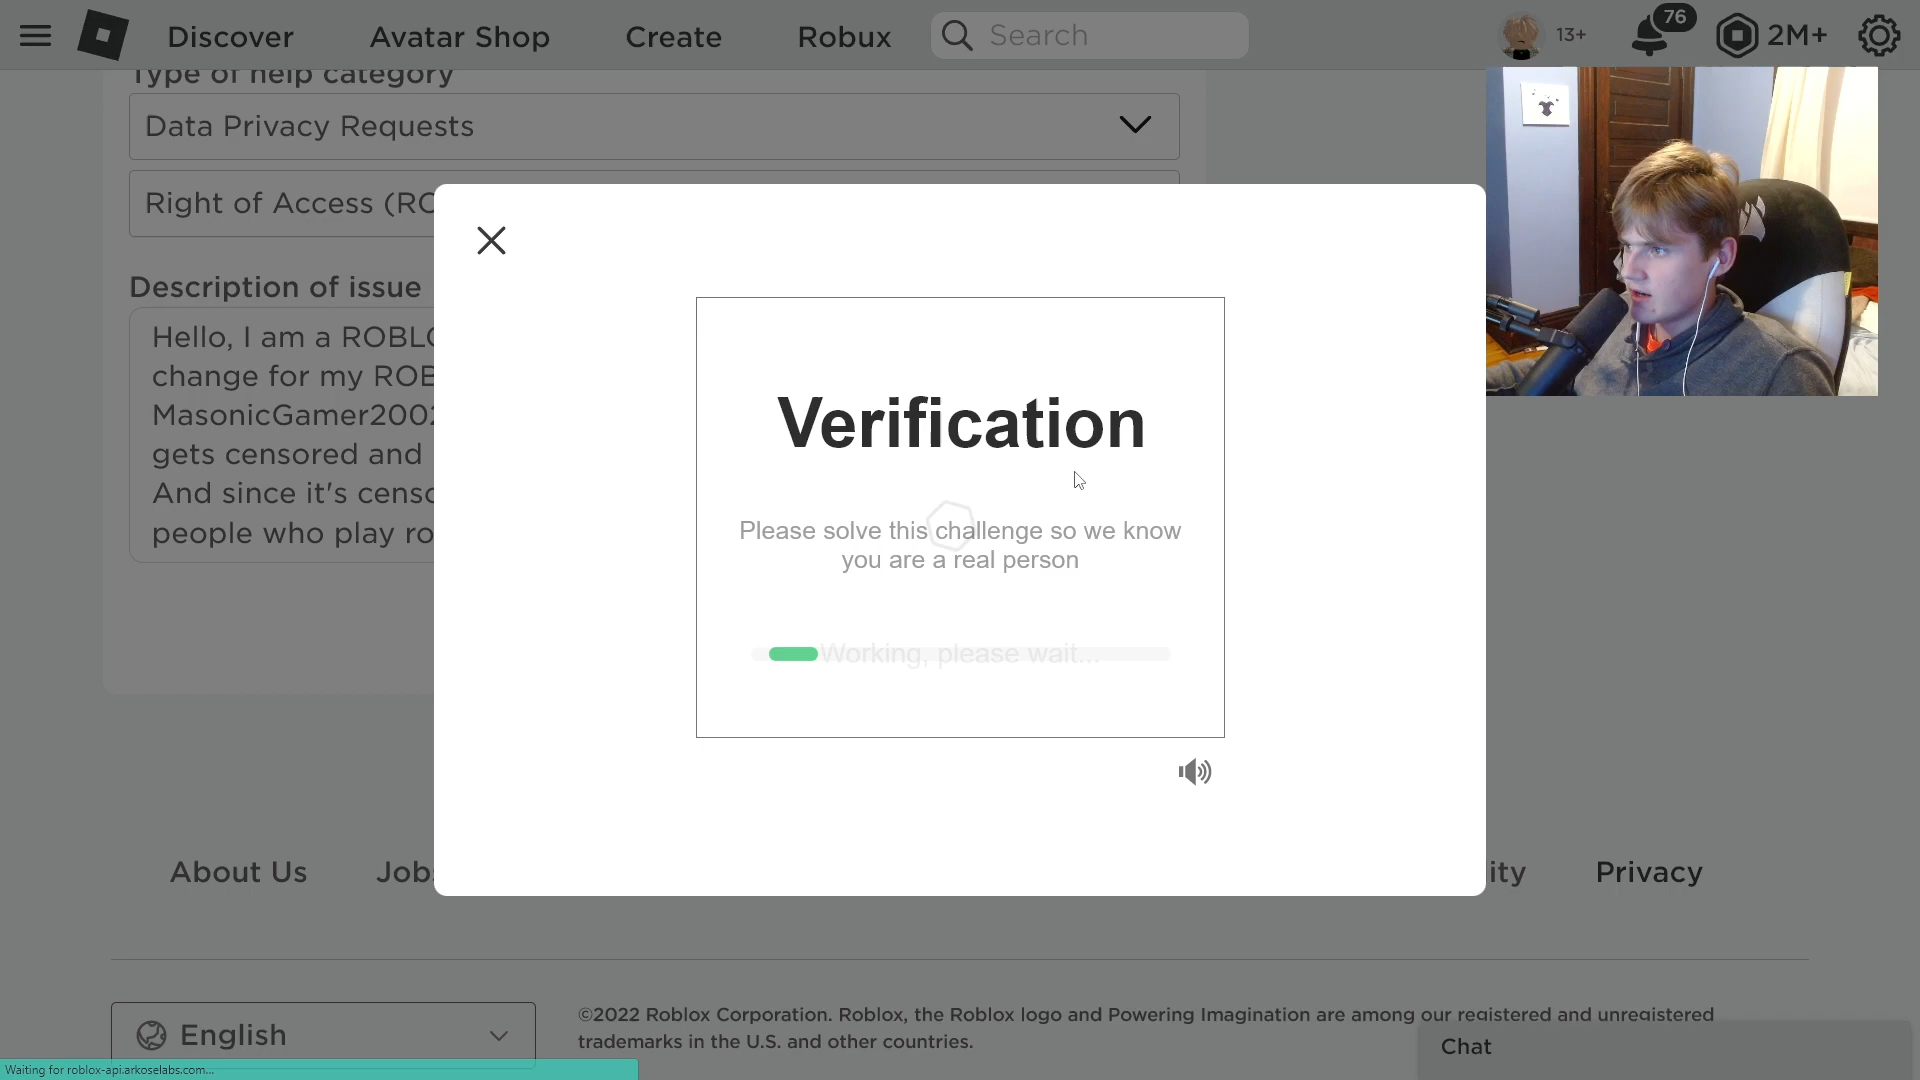 Discover Avatar Shop Create Robux Search 13+ 76 2M+
Type of help category
Data Privacy Requests
Right of Access (RO
Description of issue
Hello, I am a ROBLO
change for my ROB
MasonicGamer2002
gets censored and
And since it's censo
people who play ro
Verification
Please solve this challenge so we know
you are a real person
Working, please wait...
About Us Jobs ity Privacy
English
©2022 Roblox Corporation. Roblox, the Roblox logo and Powering Imagination are among our registered and unregistered
trademarks in the U.S. and other countries.
Chat
Waiting for roblox-api.arkoselabs.com...